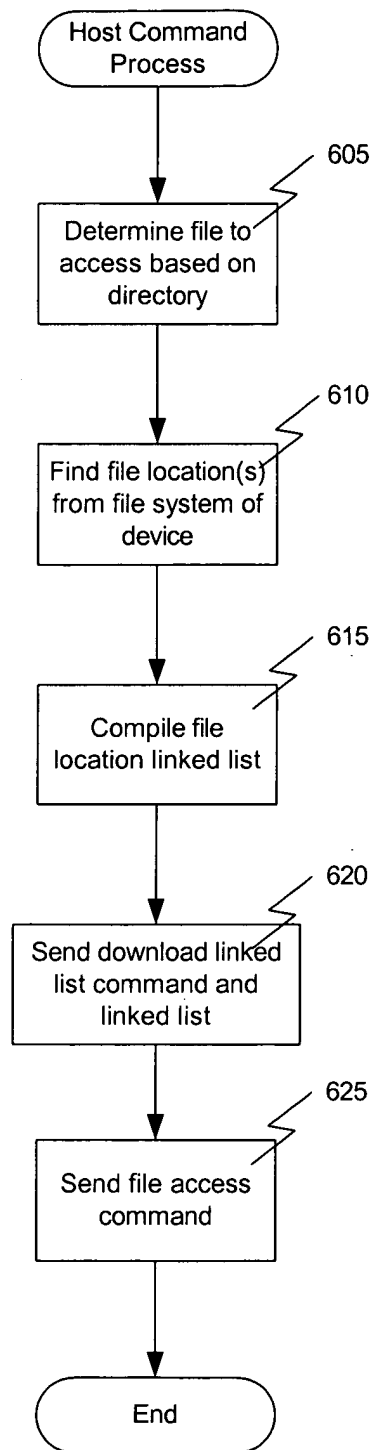 Host Command
Process
605
Determine file to
access based on
directory
610
Find file location(s)
from file system of
device
615
Compile file
location linked list
620
Send download linked
list command and
linked list
625
Send file access
command
End